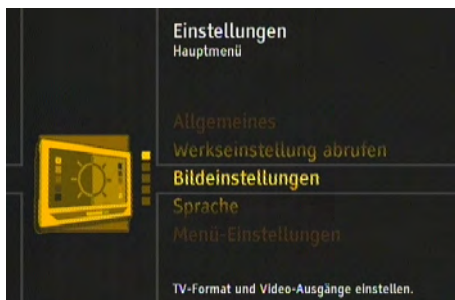 Einstellungen
Hauptmenü
Allgemeines
Werkseinstellung abrufen
Bildeinstellungen
Sprache
Menü-Einstellungen
TV-Format und Video-Ausgänge einstellen.